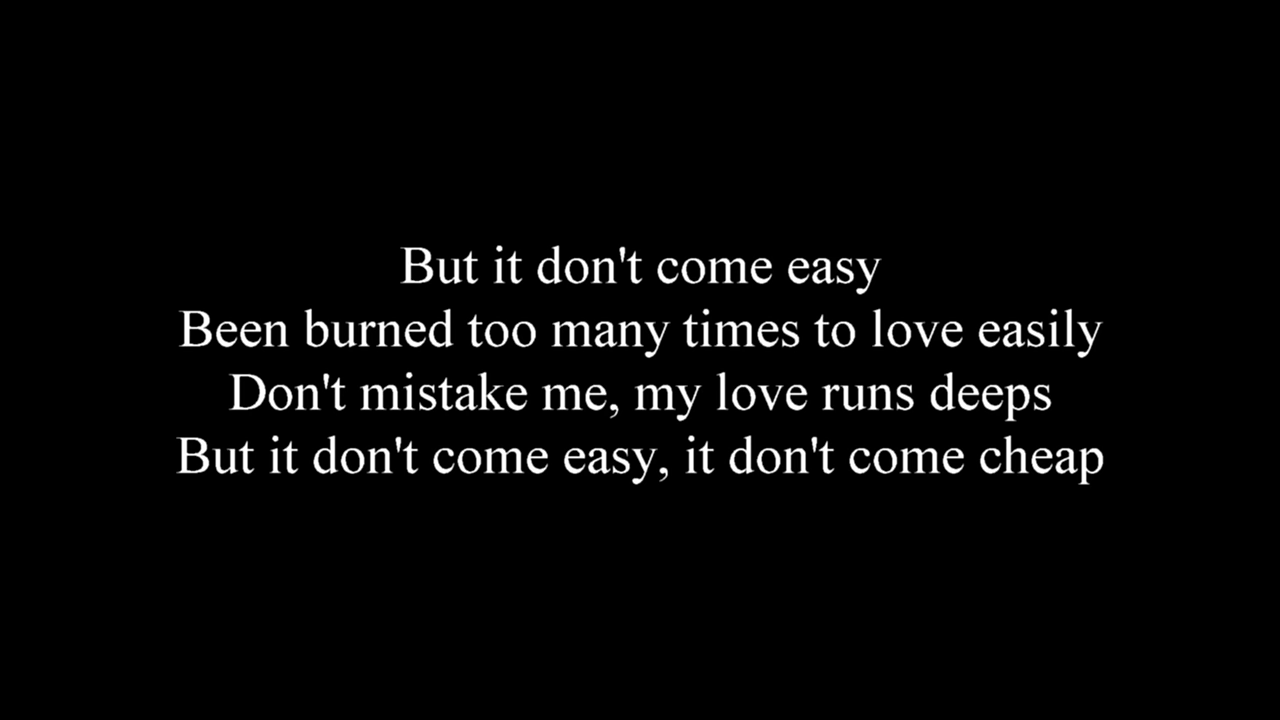 But it don't come easy
Been burned too many times to love easily
Don't mistake me, my love runs deeps
But it don't come easy, it don't come cheap